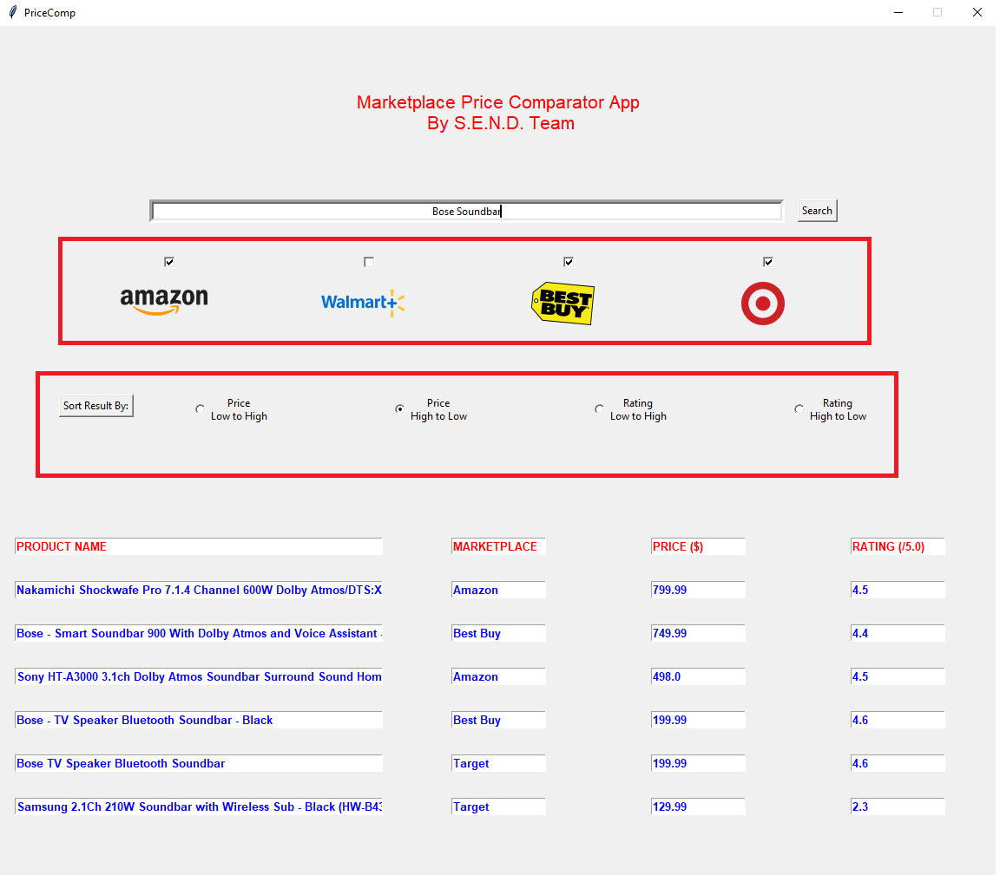 PriceComp
Marketplace Price Comparator App
By S.E.N.D. Team
Bose Soundbar Search
amazon Walmart+ BEST BUY
Sort Result By: Price Low to High Price High to Low Rating Low to High Rating High to Low
PRODUCT NAME MARKETPLACE PRICE ($) RATING (/5.0)
Nakamichi Shockwafe Pro 7.1.4 Channel 600W Dolby Atmos/DTS:X Amazon 799.99 4.5
Bose - Smart Soundbar 900 With Dolby Atmos and Voice Assistant - Best Buy 749.99 4.4
Sony HT-A3000 3.1ch Dolby Atmos Soundbar Surround Sound Hom Amazon 498.0 4.5
Bose - TV Speaker Bluetooth Soundbar - Black Best Buy 199.99 4.6
Bose TV Speaker Bluetooth Soundbar Target 199.99 4.6
Samsung 2.1Ch 210W Soundbar with Wireless Sub - Black (HW-B43 Target 129.99 2.3